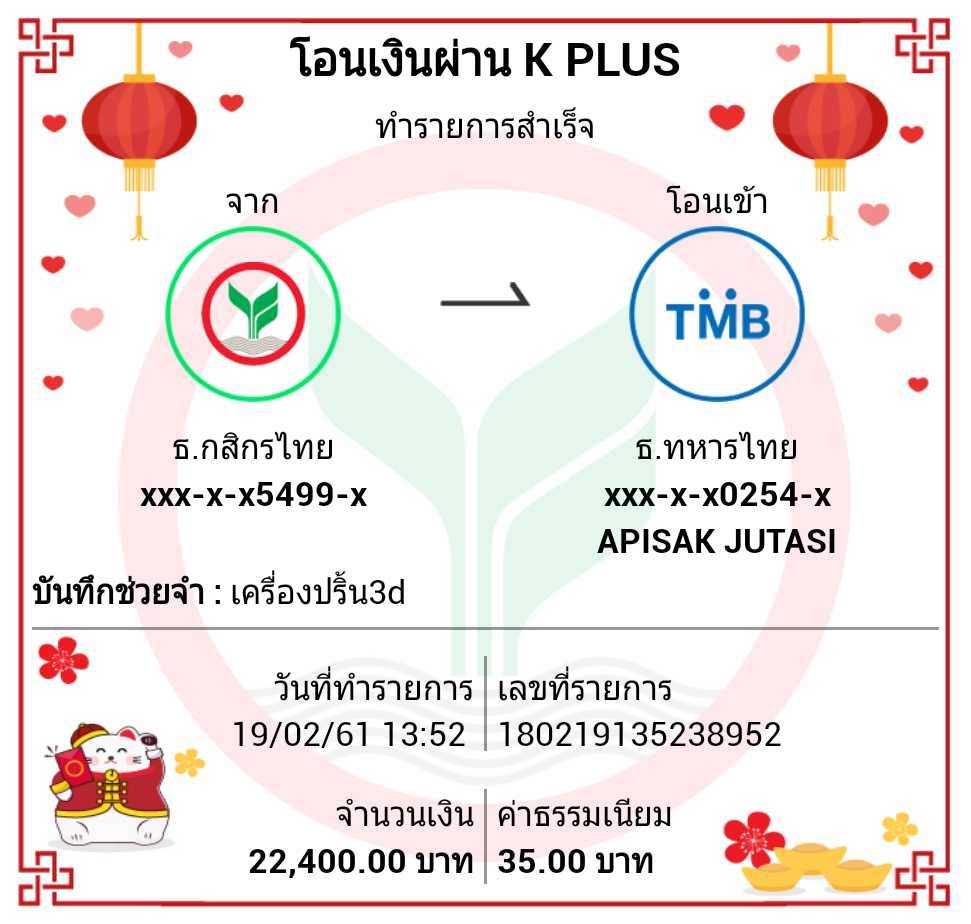 โอนเงินผ่าน K PLUS
ทำรายการสำเร็จ
จาก
โอนเข้า
TMB
ธ.กสิกรไทย
xxx-x-x5499-x
ธ.ทหารไทย
xxx-x-x0254-x
APISAK JUTASI
บันทึกช่วยจำ : เครื่องปริ้น3d
วันที่ทำรายการ
19/02/61 13:52
เลขที่รายการ
180219135238952
จำนวนเงิน
22,400.00 บาท
ค่าธรรมเนียม
35.00 บาท